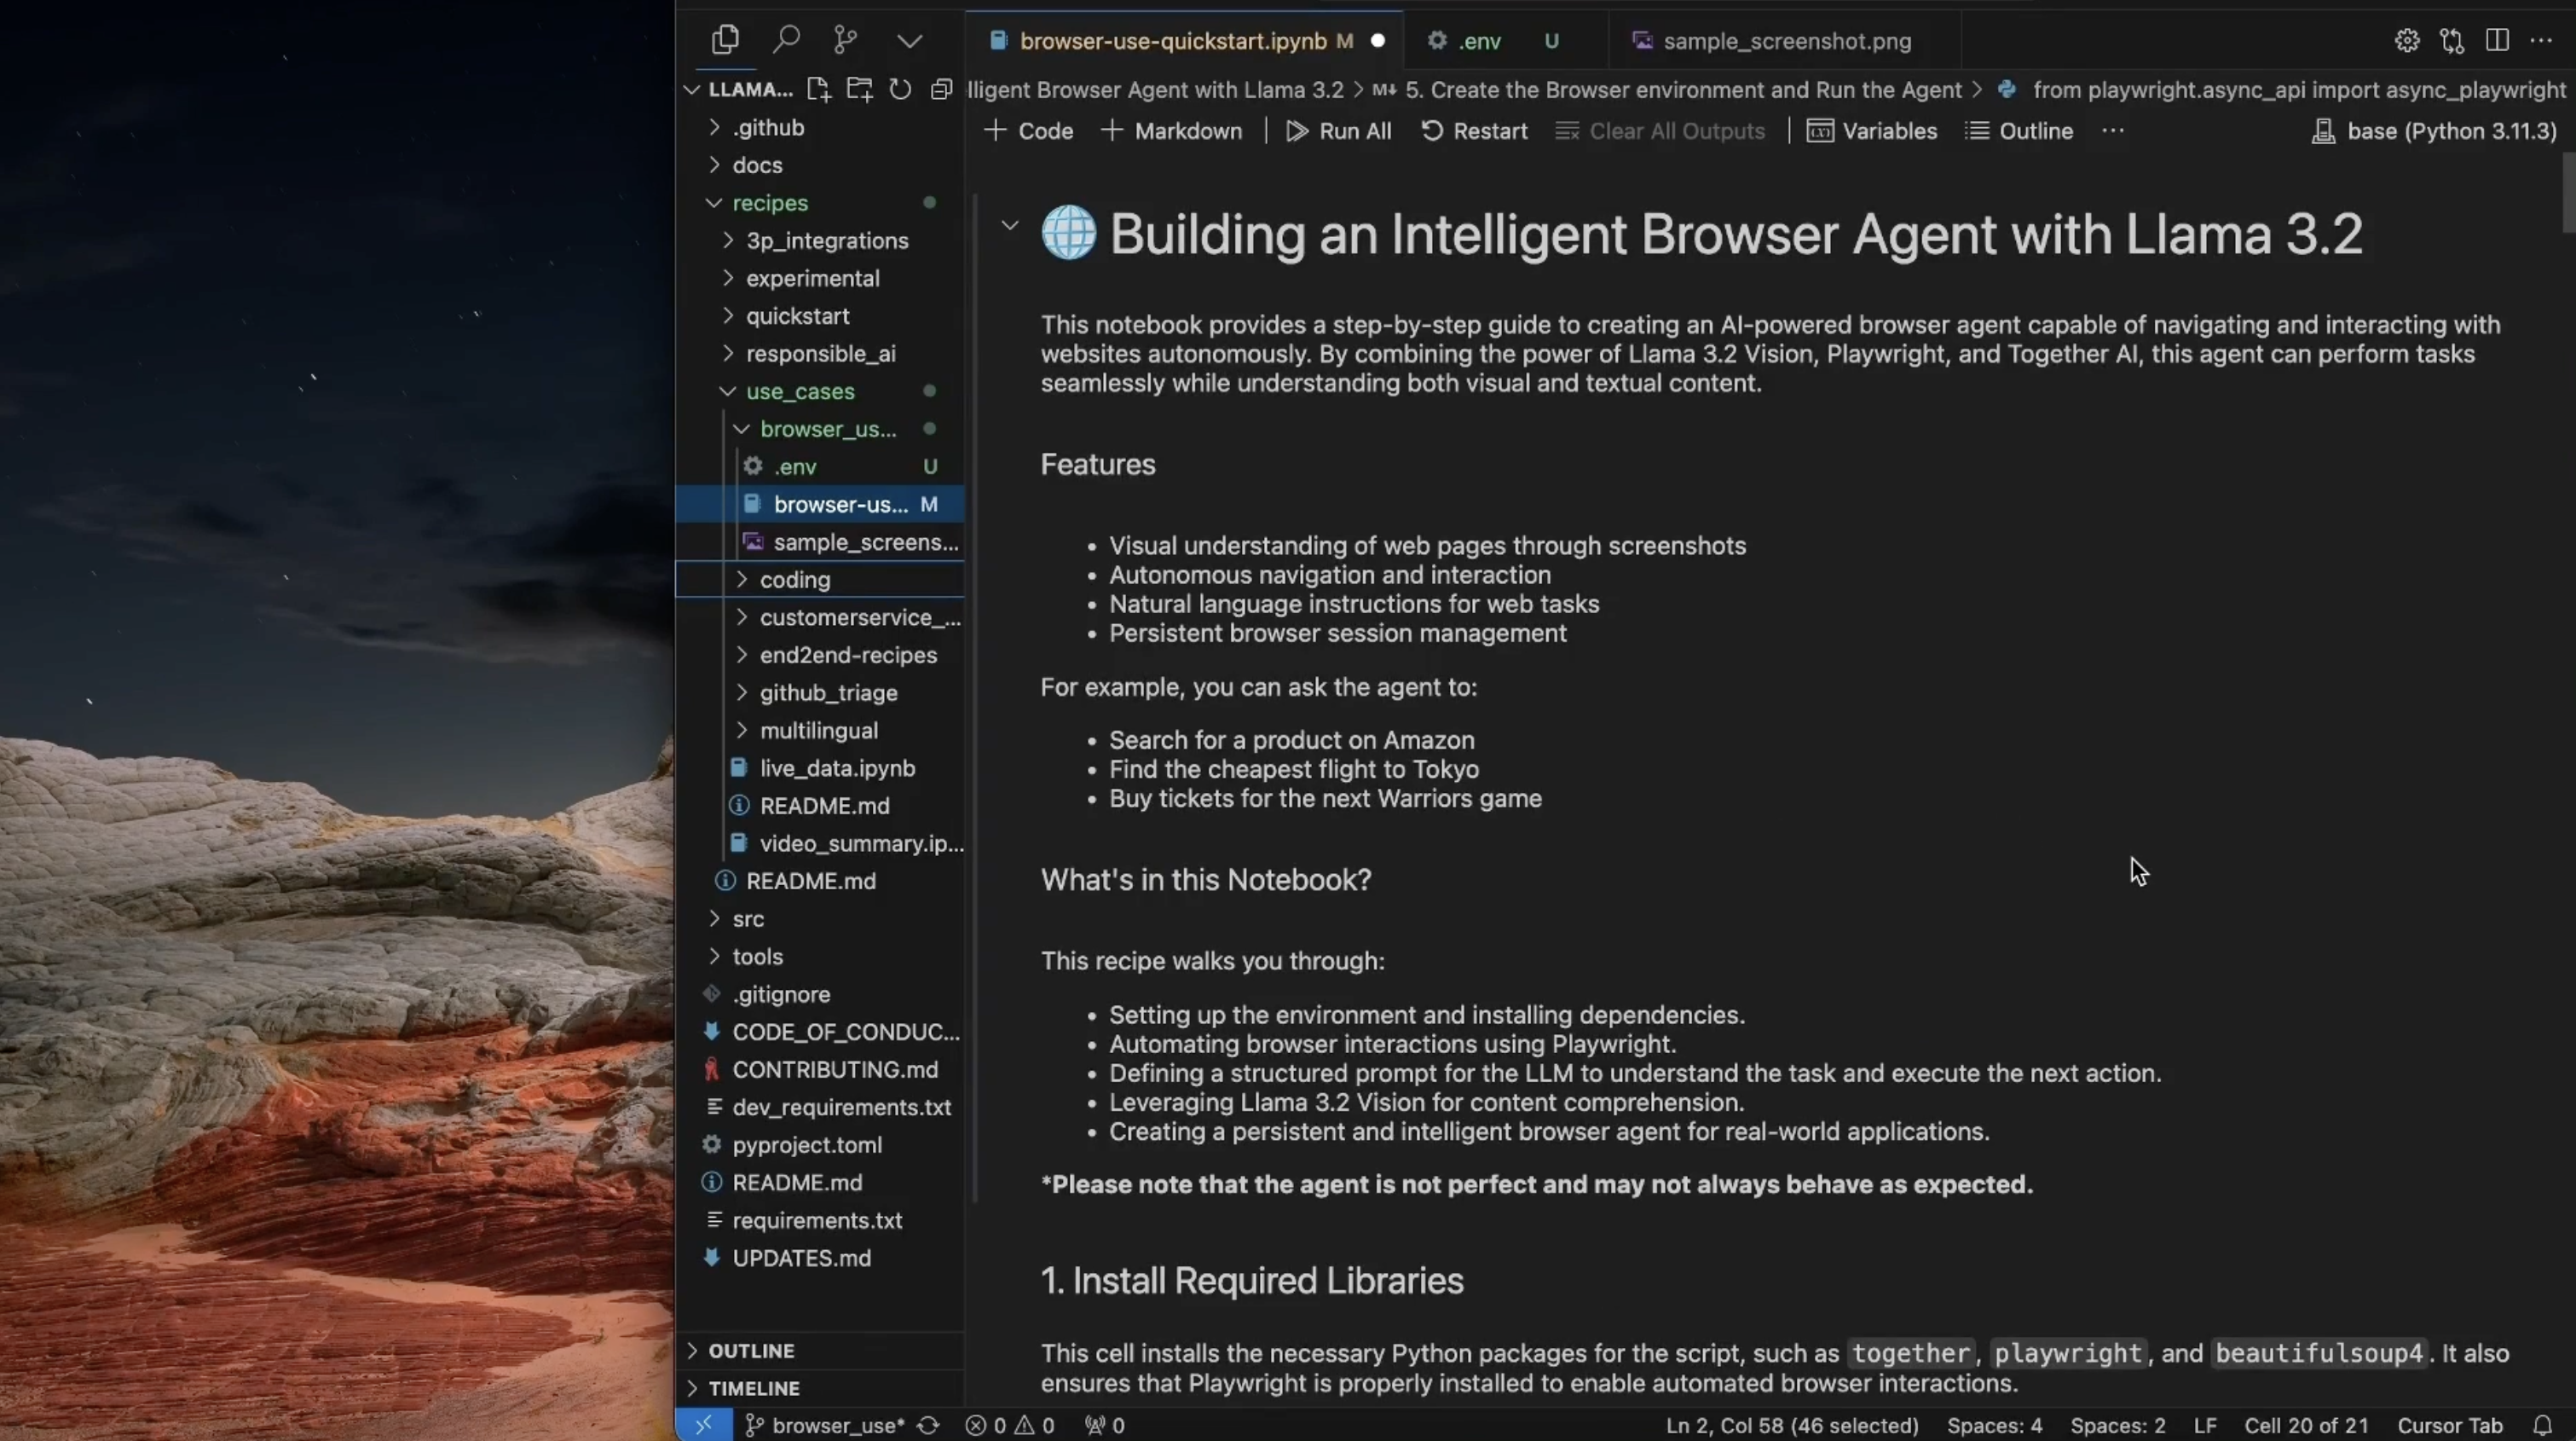 browser-use-quickstart.ipynb M
.env U
sample_screenshot.png
LLAMA...
lligent Browser Agent with Llama 3.2 > M↓ 5. Create the Browser environment and Run the Agent > from playwright.async_api import async_playwright
+ Code + Markdown | Run All Restart Clear All Outputs | Variables Outline ··· base (Python 3.11.3)
.github
docs
recipes
3p_integrations
experimental
quickstart
responsible_ai
use_cases
browser_us...
.env U
browser-us... M
sample_screens...
coding
customerservice_...
end2end-recipes
github_triage
multilingual
live_data.ipynb
README.md
video_summary.ip...
README.md
src
tools
.gitignore
CODE_OF_CONDUC...
CONTRIBUTING.md
dev_requirements.txt
pyproject.toml
README.md
requirements.txt
UPDATES.md
OUTLINE
TIMELINE
Building an Intelligent Browser Agent with Llama 3.2
This notebook provides a step-by-step guide to creating an AI-powered browser agent capable of navigating and interacting with
websites autonomously. By combining the power of Llama 3.2 Vision, Playwright, and Together AI, this agent can perform tasks
seamlessly while understanding both visual and textual content.
Features
• Visual understanding of web pages through screenshots
• Autonomous navigation and interaction
• Natural language instructions for web tasks
• Persistent browser session management
For example, you can ask the agent to:
• Search for a product on Amazon
• Find the cheapest flight to Tokyo
• Buy tickets for the next Warriors game
What's in this Notebook?
This recipe walks you through:
• Setting up the environment and installing dependencies.
• Automating browser interactions using Playwright.
• Defining a structured prompt for the LLM to understand the task and execute the next action.
• Leveraging Llama 3.2 Vision for content comprehension.
• Creating a persistent and intelligent browser agent for real-world applications.
*Please note that the agent is not perfect and may not always behave as expected.
1. Install Required Libraries
This cell installs the necessary Python packages for the script, such as together, playwright, and beautifulsoup4. It also
ensures that Playwright is properly installed to enable automated browser interactions.
browser_use* 0 0 0 Ln 2, Col 58 (46 selected) Spaces: 4 Spaces: 2 LF Cell 20 of 21 Cursor Tab